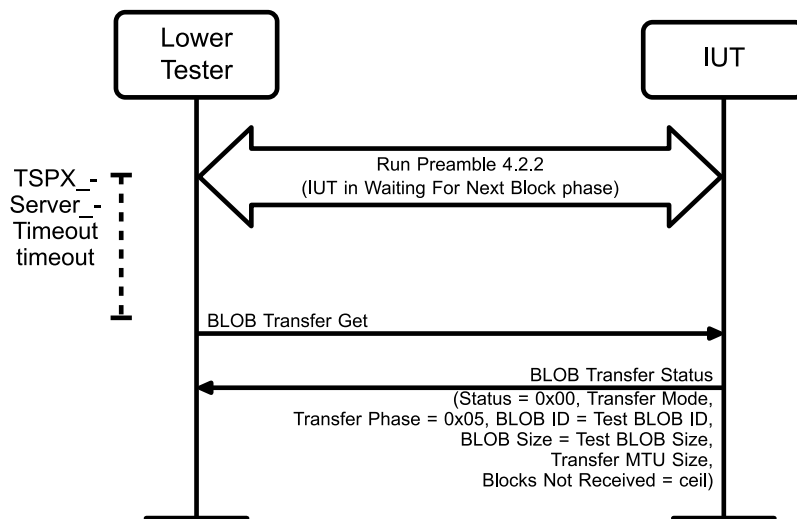 Lower
Tester
IUT
Run Preamble 4.2.2
(IUT in Waiting For Next Block phase)
TSPX_-
Server_-
Timeout
timeout
BLOB Transfer Get
BLOB Transfer Status
(Status = 0x00, Transfer Mode,
Transfer Phase = 0x05, BLOB ID = Test BLOB ID,
BLOB Size = Test BLOB Size,
Transfer MTU Size,
Blocks Not Received = ceil)